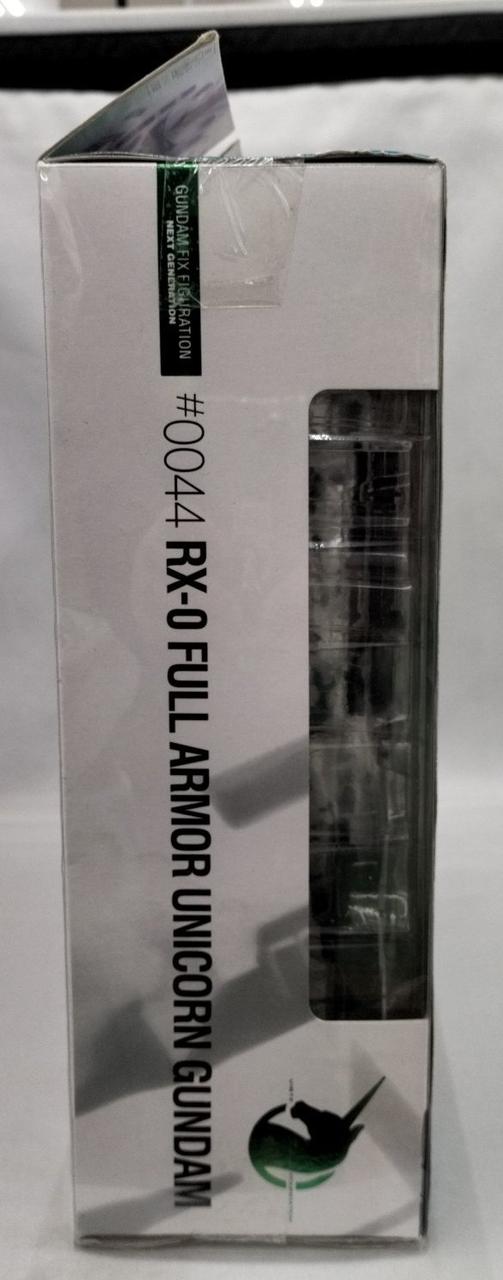 GUNDAM FIX FIGURATION
NEXT GENERATION
#0044 RX-0 FULL ARMOR UNICORN GUNDAM